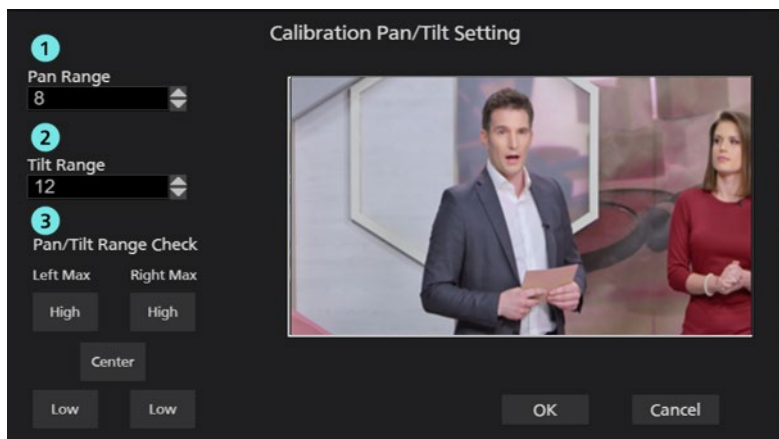 Calibration Pan/Tilt Setting
1
Pan Range
8
2
Tilt Range
12
3
Pan/Tilt Range Check
Left Max Right Max
High High
Center
Low Low
OK Cancel